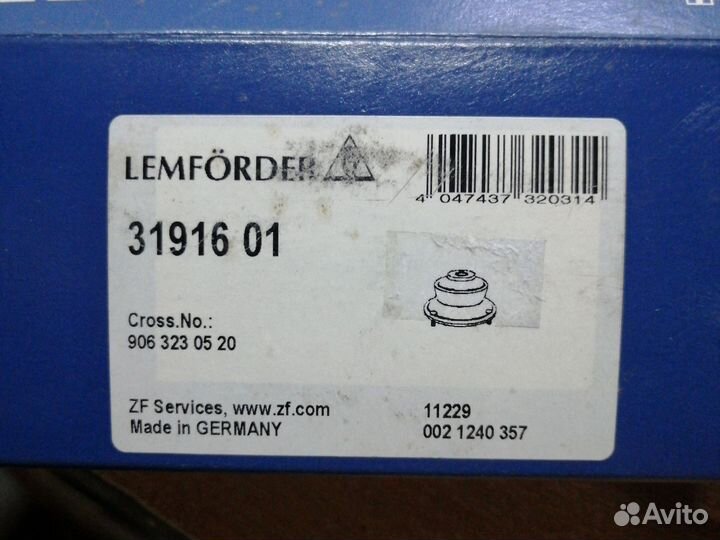 LEMFÖRDER
4 047437 320314
31916 01
Cross.No.:
906 323 05 20
ZF Services, www.zf.com
Made in GERMANY
11229
002 1240 357
Avito